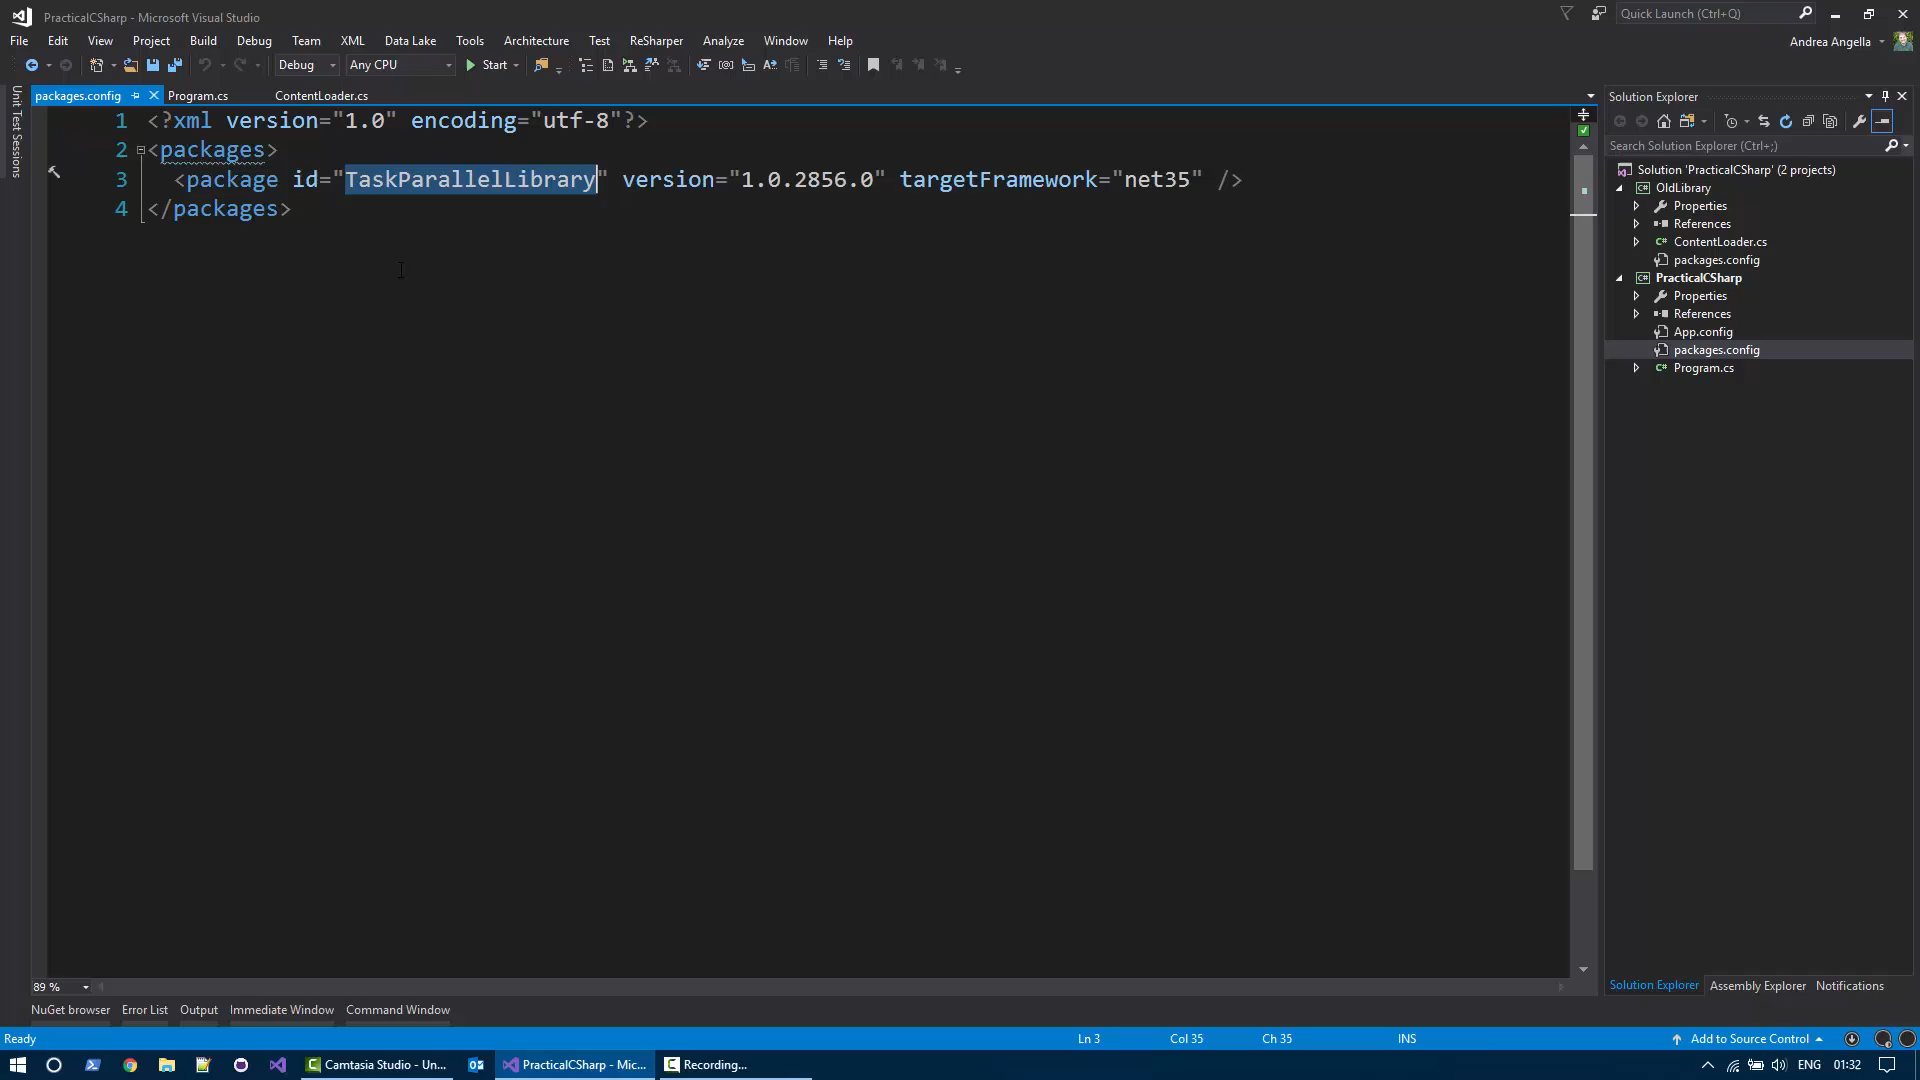 PracticalCSharp - Microsoft Visual Studio
Quick Launch (Ctrl+Q)
File Edit View Project Build Debug Team XML Data Lake Tools Architecture Test ReSharper Analyze Window Help
Andrea Angella
Debug Any CPU Start
Unit Test Sessions
packages.config Program.cs ContentLoader.cs
1 <?xml version="1.0" encoding="utf-8"?>
2 <packages>
3 <package id="TaskParallelLibrary" version="1.0.2856.0" targetFramework="net35" />
4 </packages>
Solution Explorer
Search Solution Explorer (Ctrl+;)
Solution 'PracticalCSharp' (2 projects)
C# OldLibrary
Properties
References
C# ContentLoader.cs
packages.config
C# PracticalCSharp
Properties
References
App.config
packages.config
C# Program.cs
89 %
Solution Explorer Assembly Explorer Notifications
NuGet browser Error List Output Immediate Window Command Window
Ready Ln 3 Col 35 Ch 35 INS Add to Source Control
Camtasia Studio - Un... PracticalCSharp - Mic... Recording... ENG 01:32